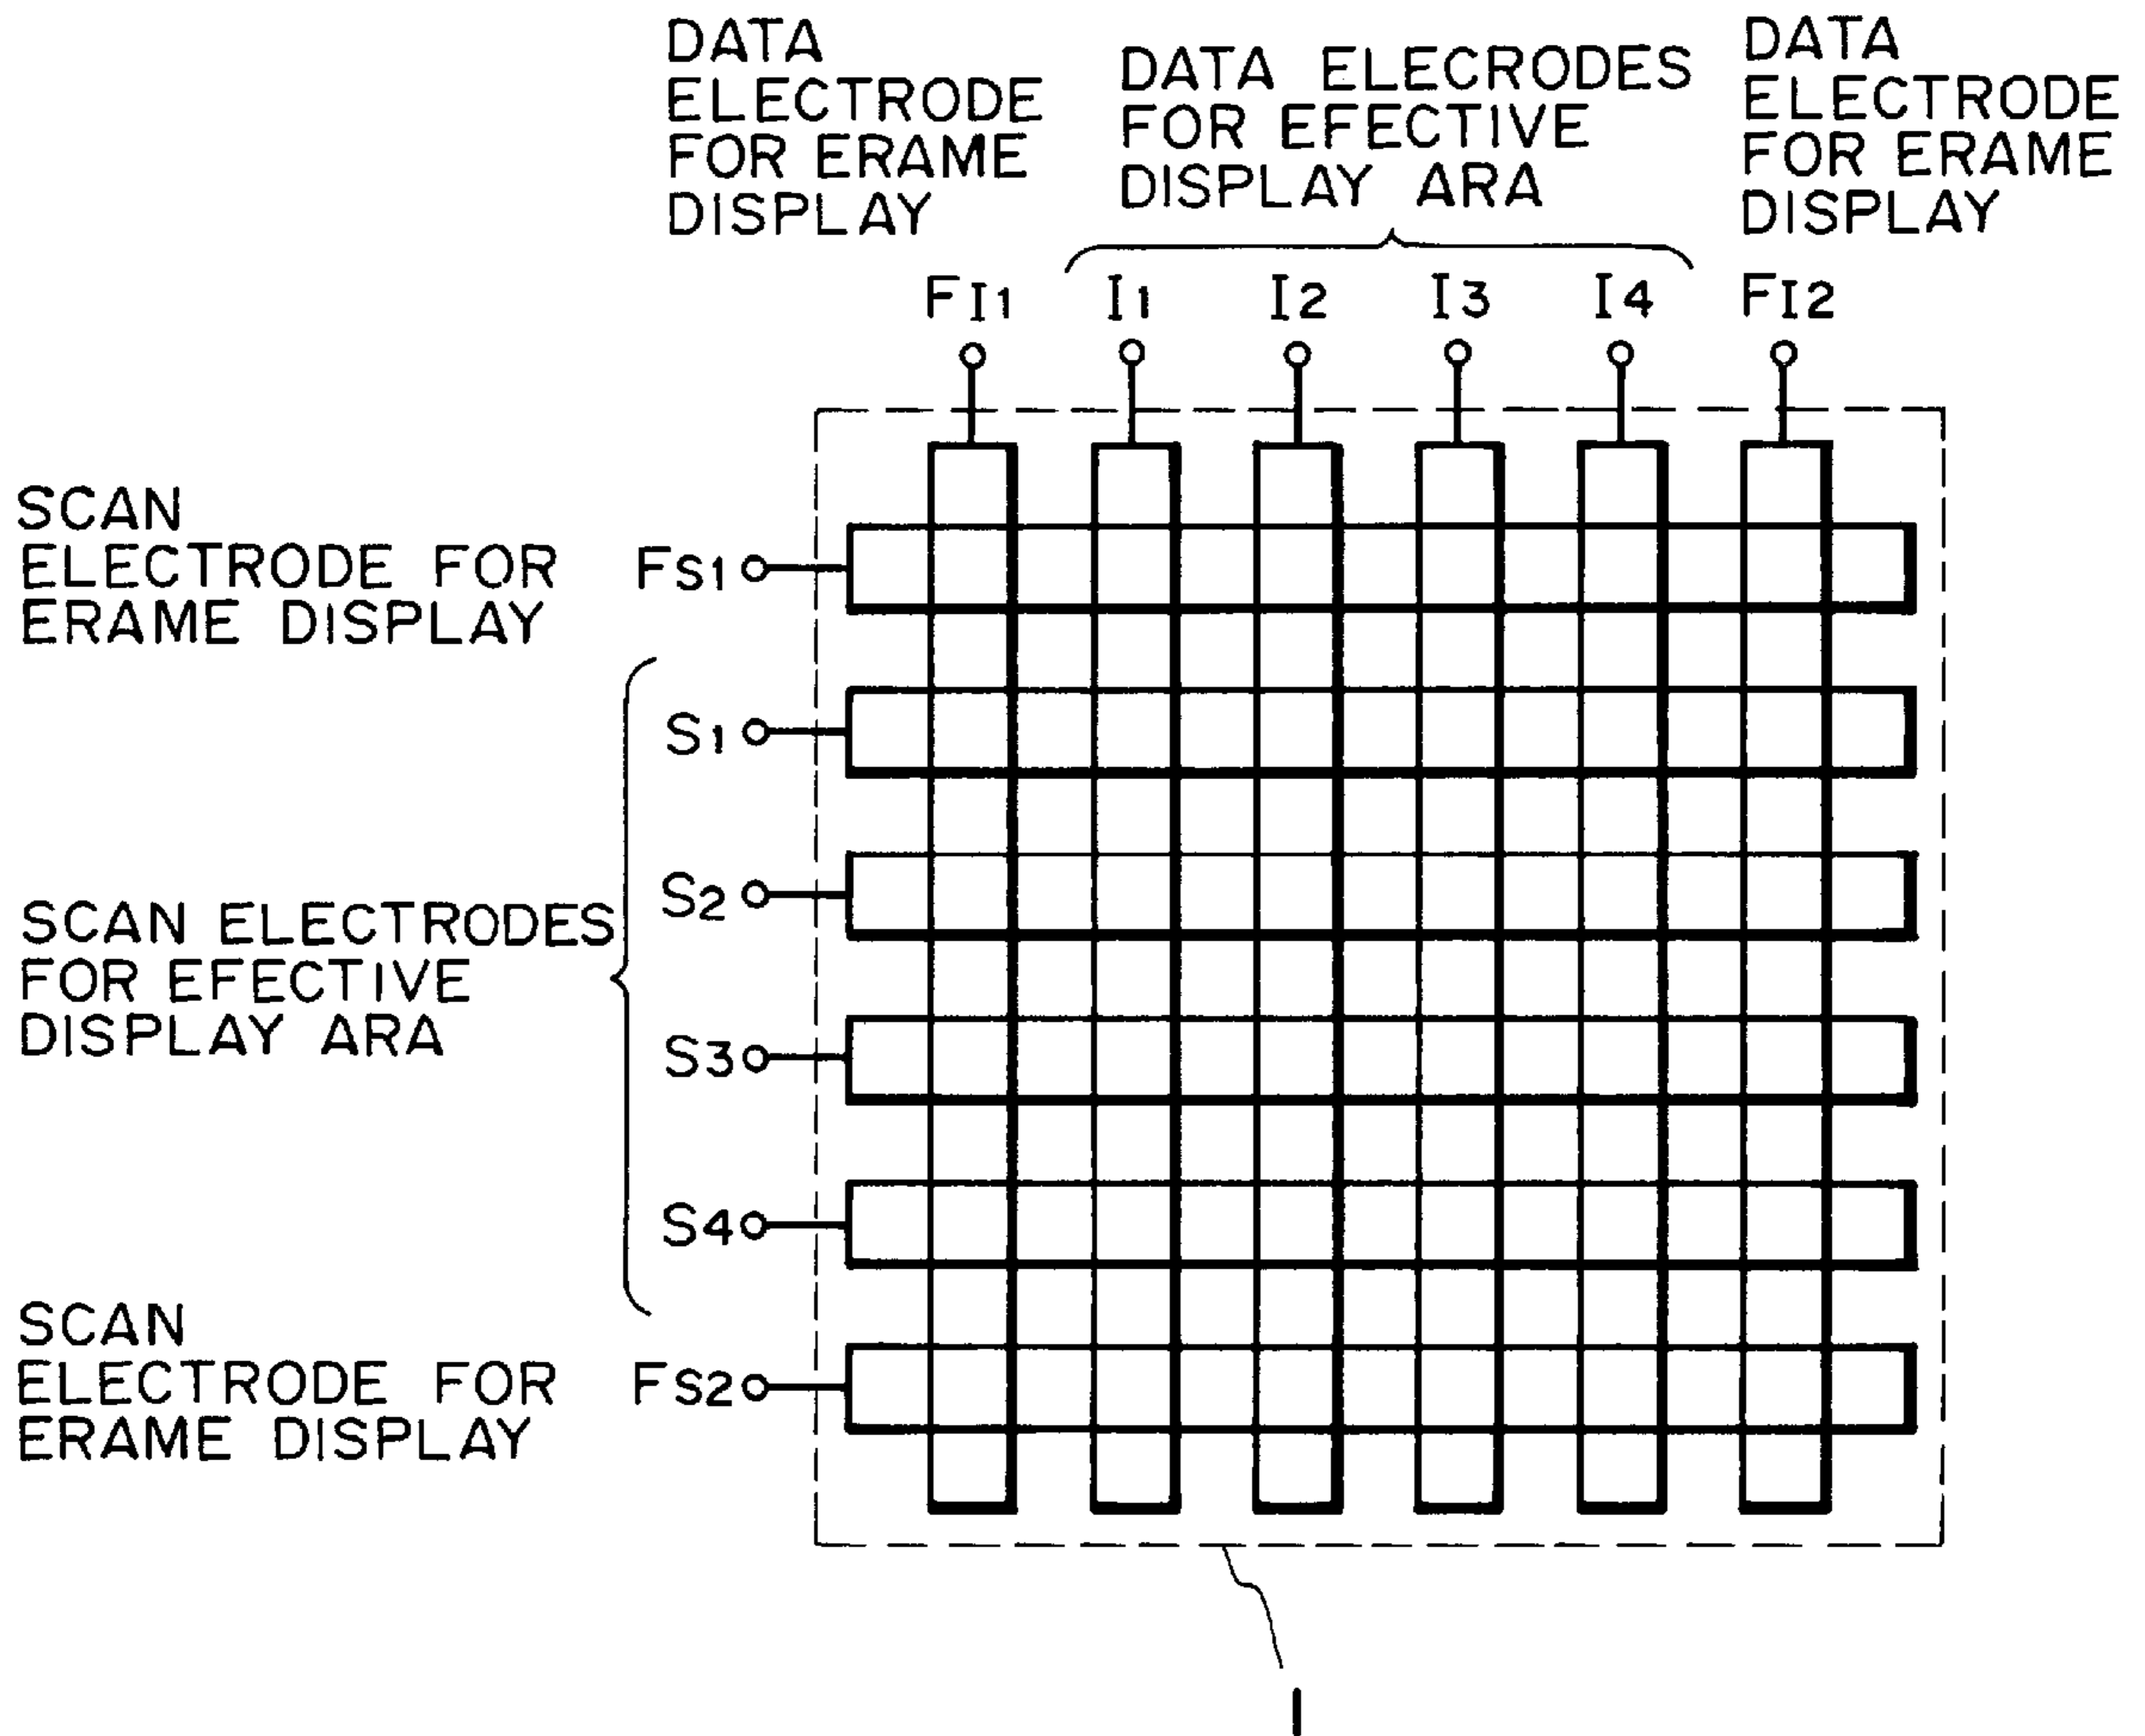 DATA
ELECTRODE
FOR ERAME
DISPLAY
DATA ELECRODES
FOR EFECTIVE
DISPLAY ARA
DATA
ELECTRODE
FOR ERAME
DISPLAY
FI1 I1 I2 I3 I4 FI2
SCAN
ELECTRODE FOR
ERAME DISPLAY
FS1
S1
S2
SCAN ELECTRODES
FOR EFECTIVE
DISPLAY ARA
S3
S4
SCAN
ELECTRODE FOR
ERAME DISPLAY
FS2
1